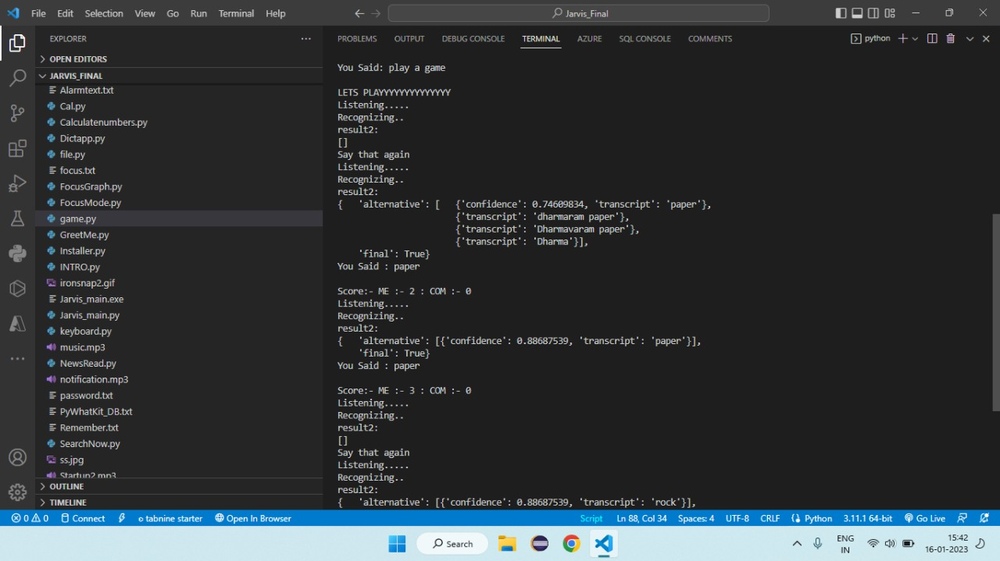 File Edit Selection View Go Run Terminal Help
Jarvis_Final
EXPLORER
OPEN EDITORS
JARVIS_FINAL
Alarmtext.txt
Cal.py
Calculatenumbers.py
Dictapp.py
file.py
focus.txt
FocusGraph.py
FocusMode.py
game.py
GreetMe.py
Installer.py
INTRO.py
ironsnap2.gif
Jarvis_main.exe
Jarvis_main.py
keyboard.py
music.mp3
NewsRead.py
notification.mp3
password.txt
PyWhatKit_DB.txt
Remember.txt
SearchNow.py
ss.jpg
Startup2.mp3
OUTLINE
TIMELINE
PROBLEMS OUTPUT DEBUG CONSOLE TERMINAL AZURE SQL CONSOLE COMMENTS
python
You Said: play a game
LETS PLAYYYYYYYYYYYYYY
Listening.....
Recognizing..
result2:
[]
Say that again
Listening.....
Recognizing..
result2:
{   'alternative': [   {'confidence': 0.74609834, 'transcript': 'paper'},
{'transcript': 'dharmaram paper'},
{'transcript': 'Dharmavaram paper'},
{'transcript': 'Dharma'}],
'final': True}
You Said : paper
Score:- ME :- 2 : COM :- 0
Listening.....
Recognizing..
result2:
{   'alternative': [{'confidence': 0.88687539, 'transcript': 'paper'}],
'final': True}
You Said : paper
Score:- ME :- 3 : COM :- 0
Listening.....
Recognizing..
result2:
[]
Say that again
Listening.....
Recognizing..
result2:
{   'alternative': [{'confidence': 0.88687539, 'transcript': 'rock'}],
0 0 Connect tabnine starter Open In Browser
Script Ln 88, Col 34 Spaces: 4 UTF-8 CRLF Python 3.11.1 64-bit Go Live
Search
ENG
IN
15:42
16-01-2023